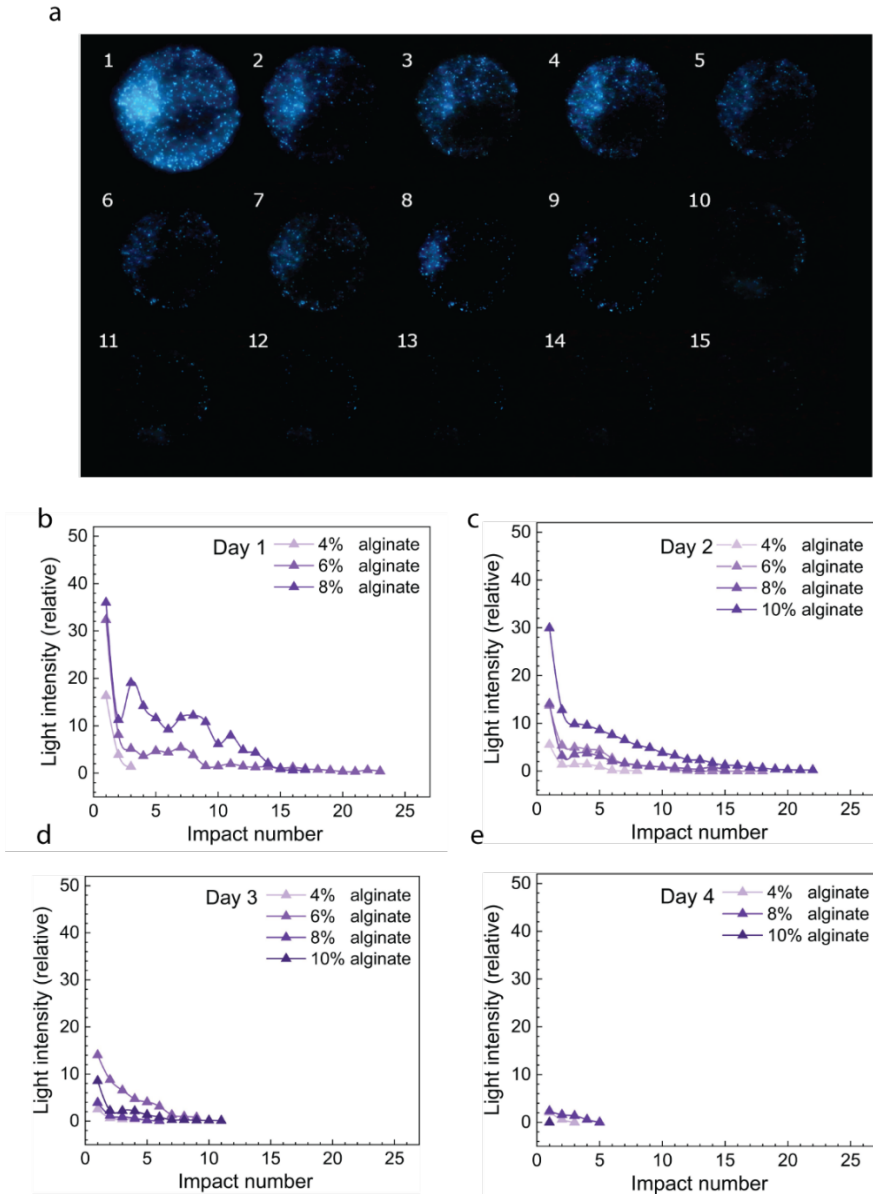 a
1 2 3 4 5
6 7 8 9 10
11 12 13 14 15
b
Day 1
4% alginate
6% alginate
8% alginate
50
40
30
20
10
0
Light intensity (relative)
0 5 10 15 20 25
Impact number
c
Day 2
4% alginate
6% alginate
8% alginate
10% alginate
50
40
30
20
10
0
Light intensity (relative)
0 5 10 15 20 25
Impact number
d
Day 3
4% alginate
6% alginate
8% alginate
10% alginate
50
40
30
20
10
0
Light intensity (relative)
0 5 10 15 20 25
Impact number
e
Day 4
4% alginate
8% alginate
10% alginate
50
40
30
20
10
0
Light intensity (relative)
0 5 10 15 20 25
Impact number